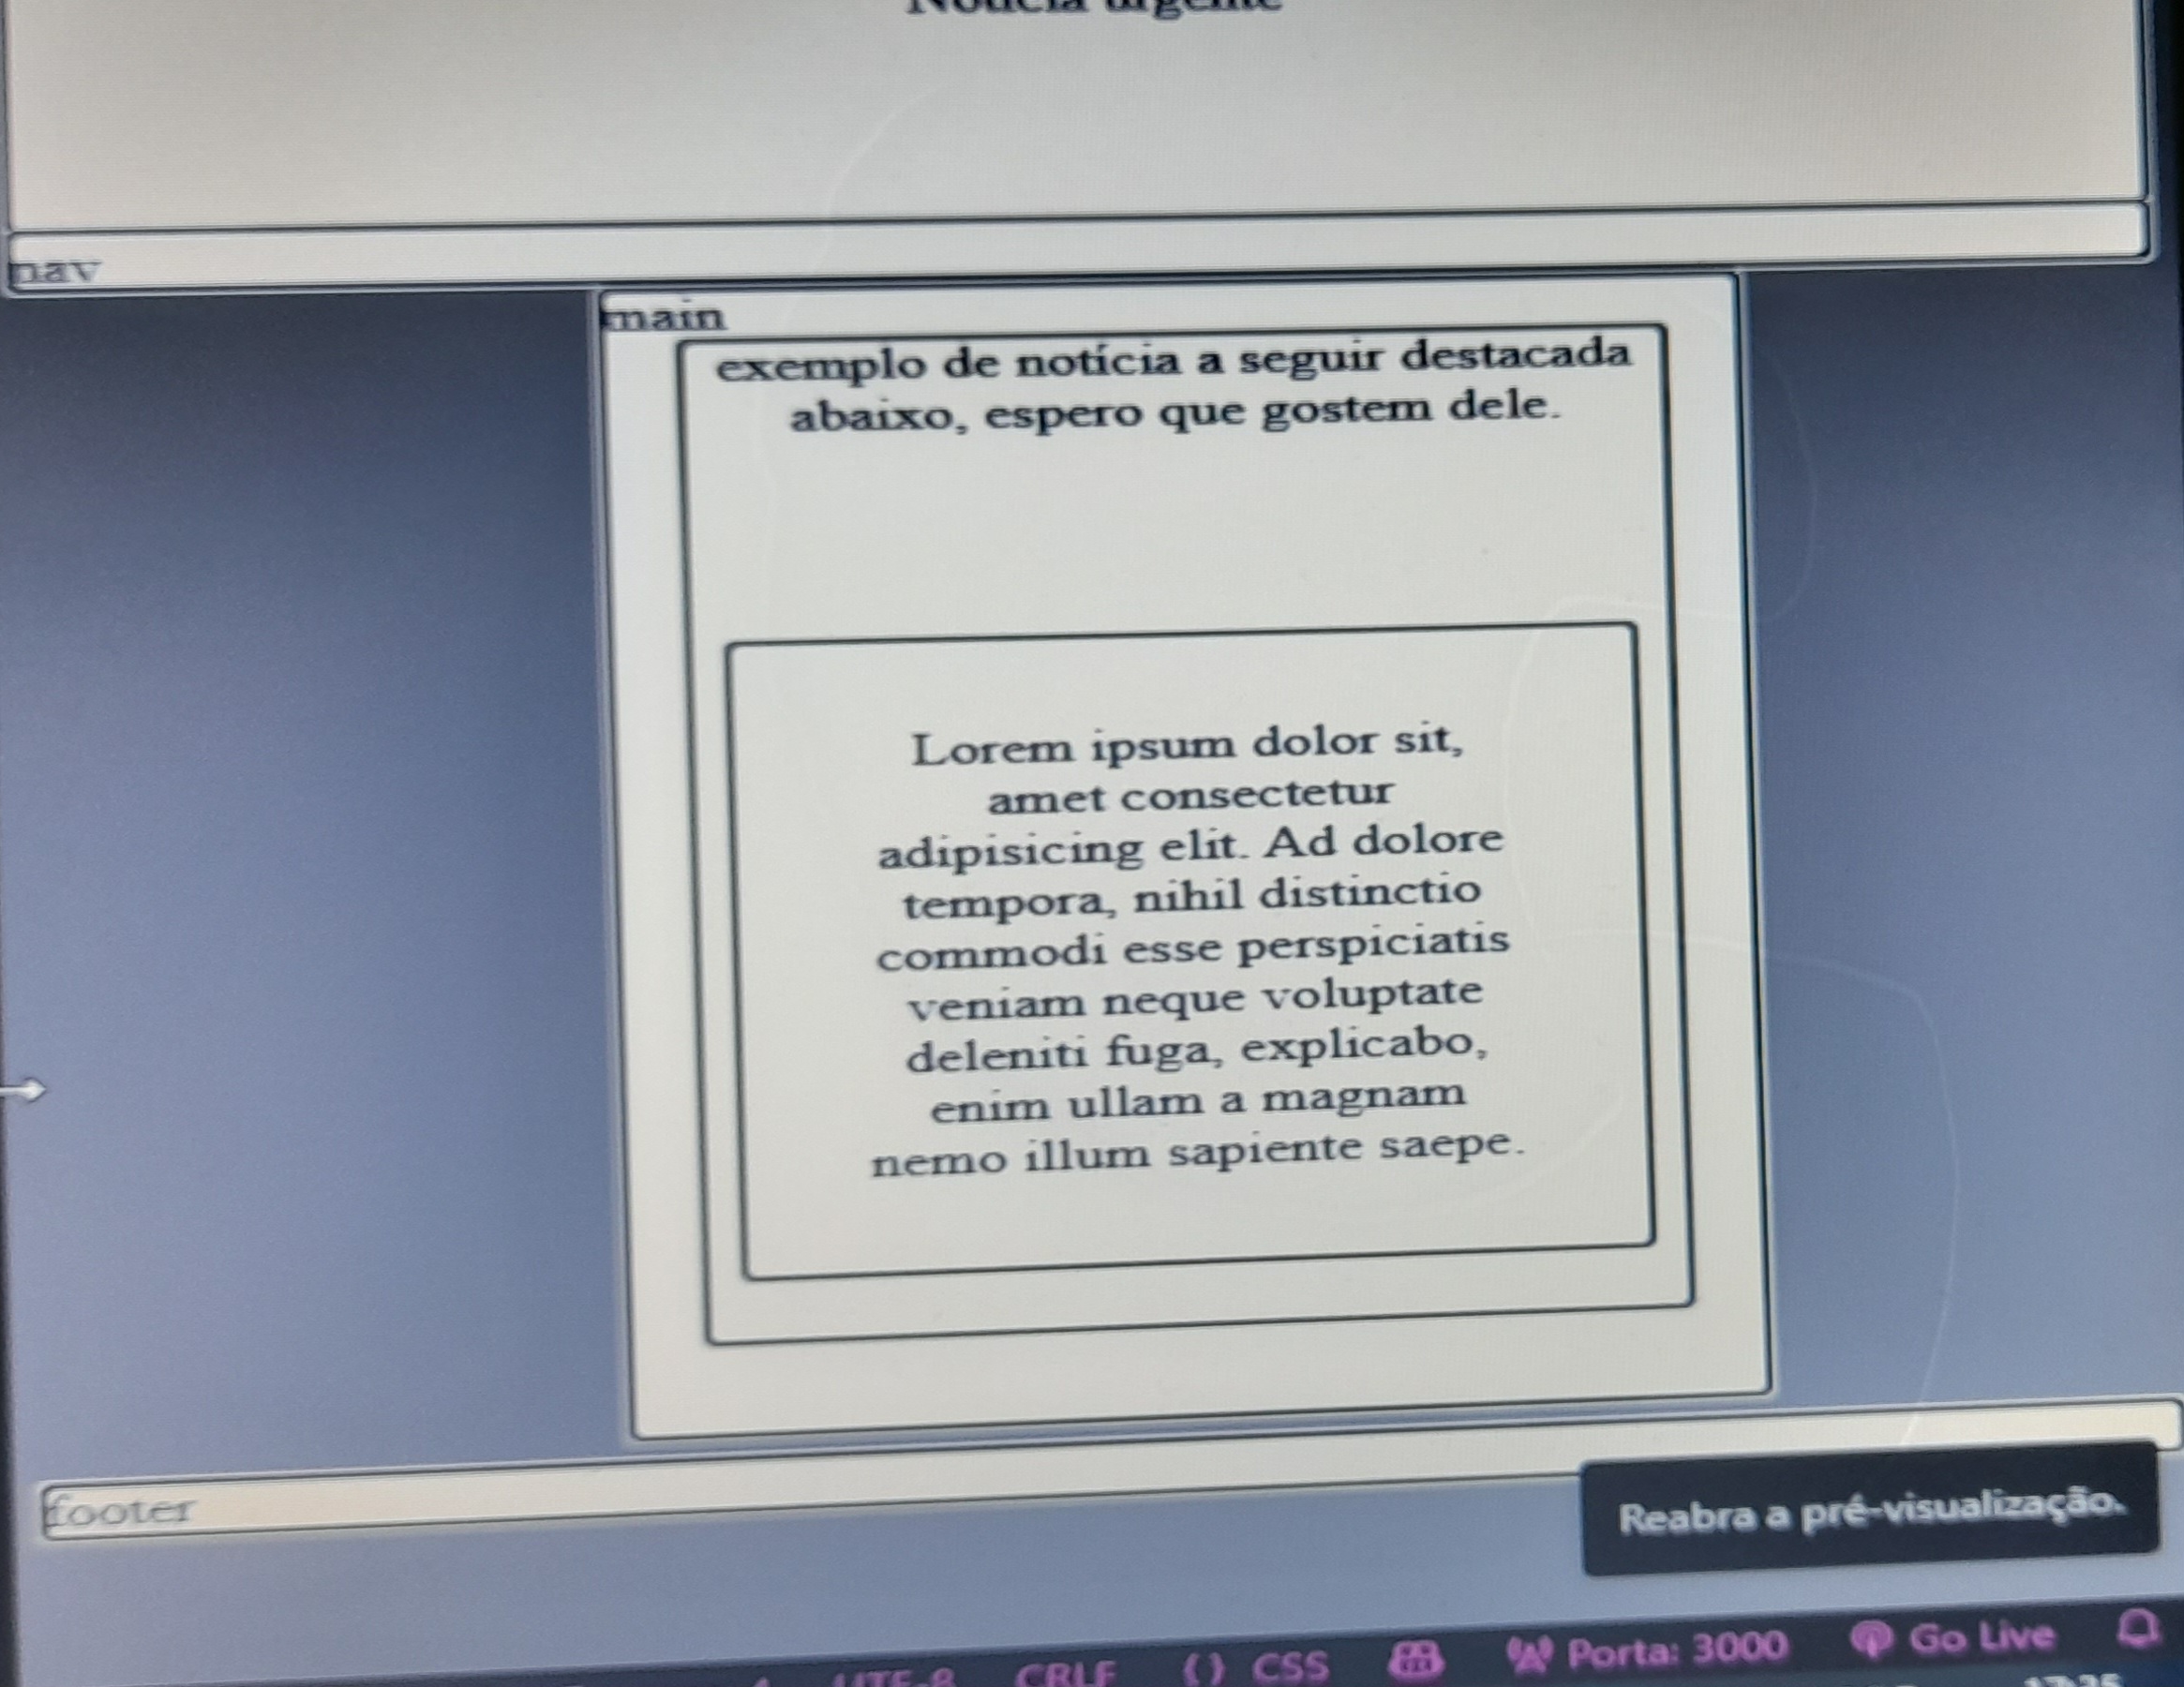 Notícia urgente
nav
main
exemplo de notícia a seguir destacada
abaixo, espero que gostem dele.
Lorem ipsum dolor sit,
amet consectetur
adipisicing elit. Ad dolore
tempora, nihil distinctio
commodi esse perspiciatis
veniam neque voluptate
deleniti fuga, explicabo,
enim ullam a magnam
nemo illum sapiente saepe.
footer
Reabra a pré-visualização.
UTF-8 CRLF {} CSS Porta: 3000 Go Live